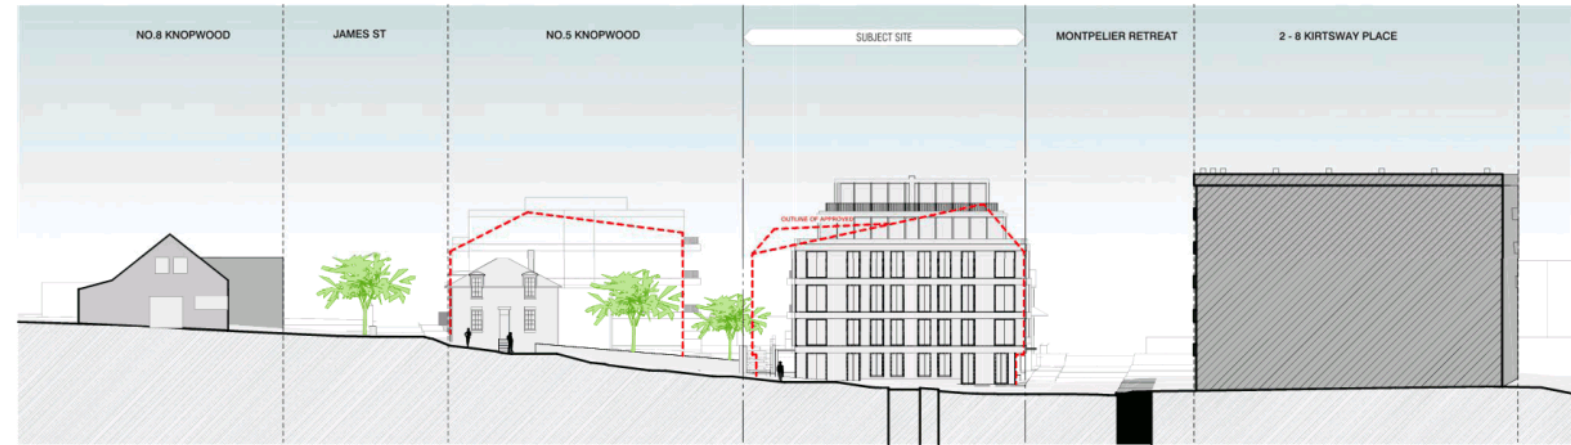 NO.8 KNOPWOOD
JAMES ST
NO.5 KNOPWOOD
SUBJECT SITE
MONTPELIER RETREAT
2 - 8 KIRTSWAY PLACE
OUTLINE OF APPROVED